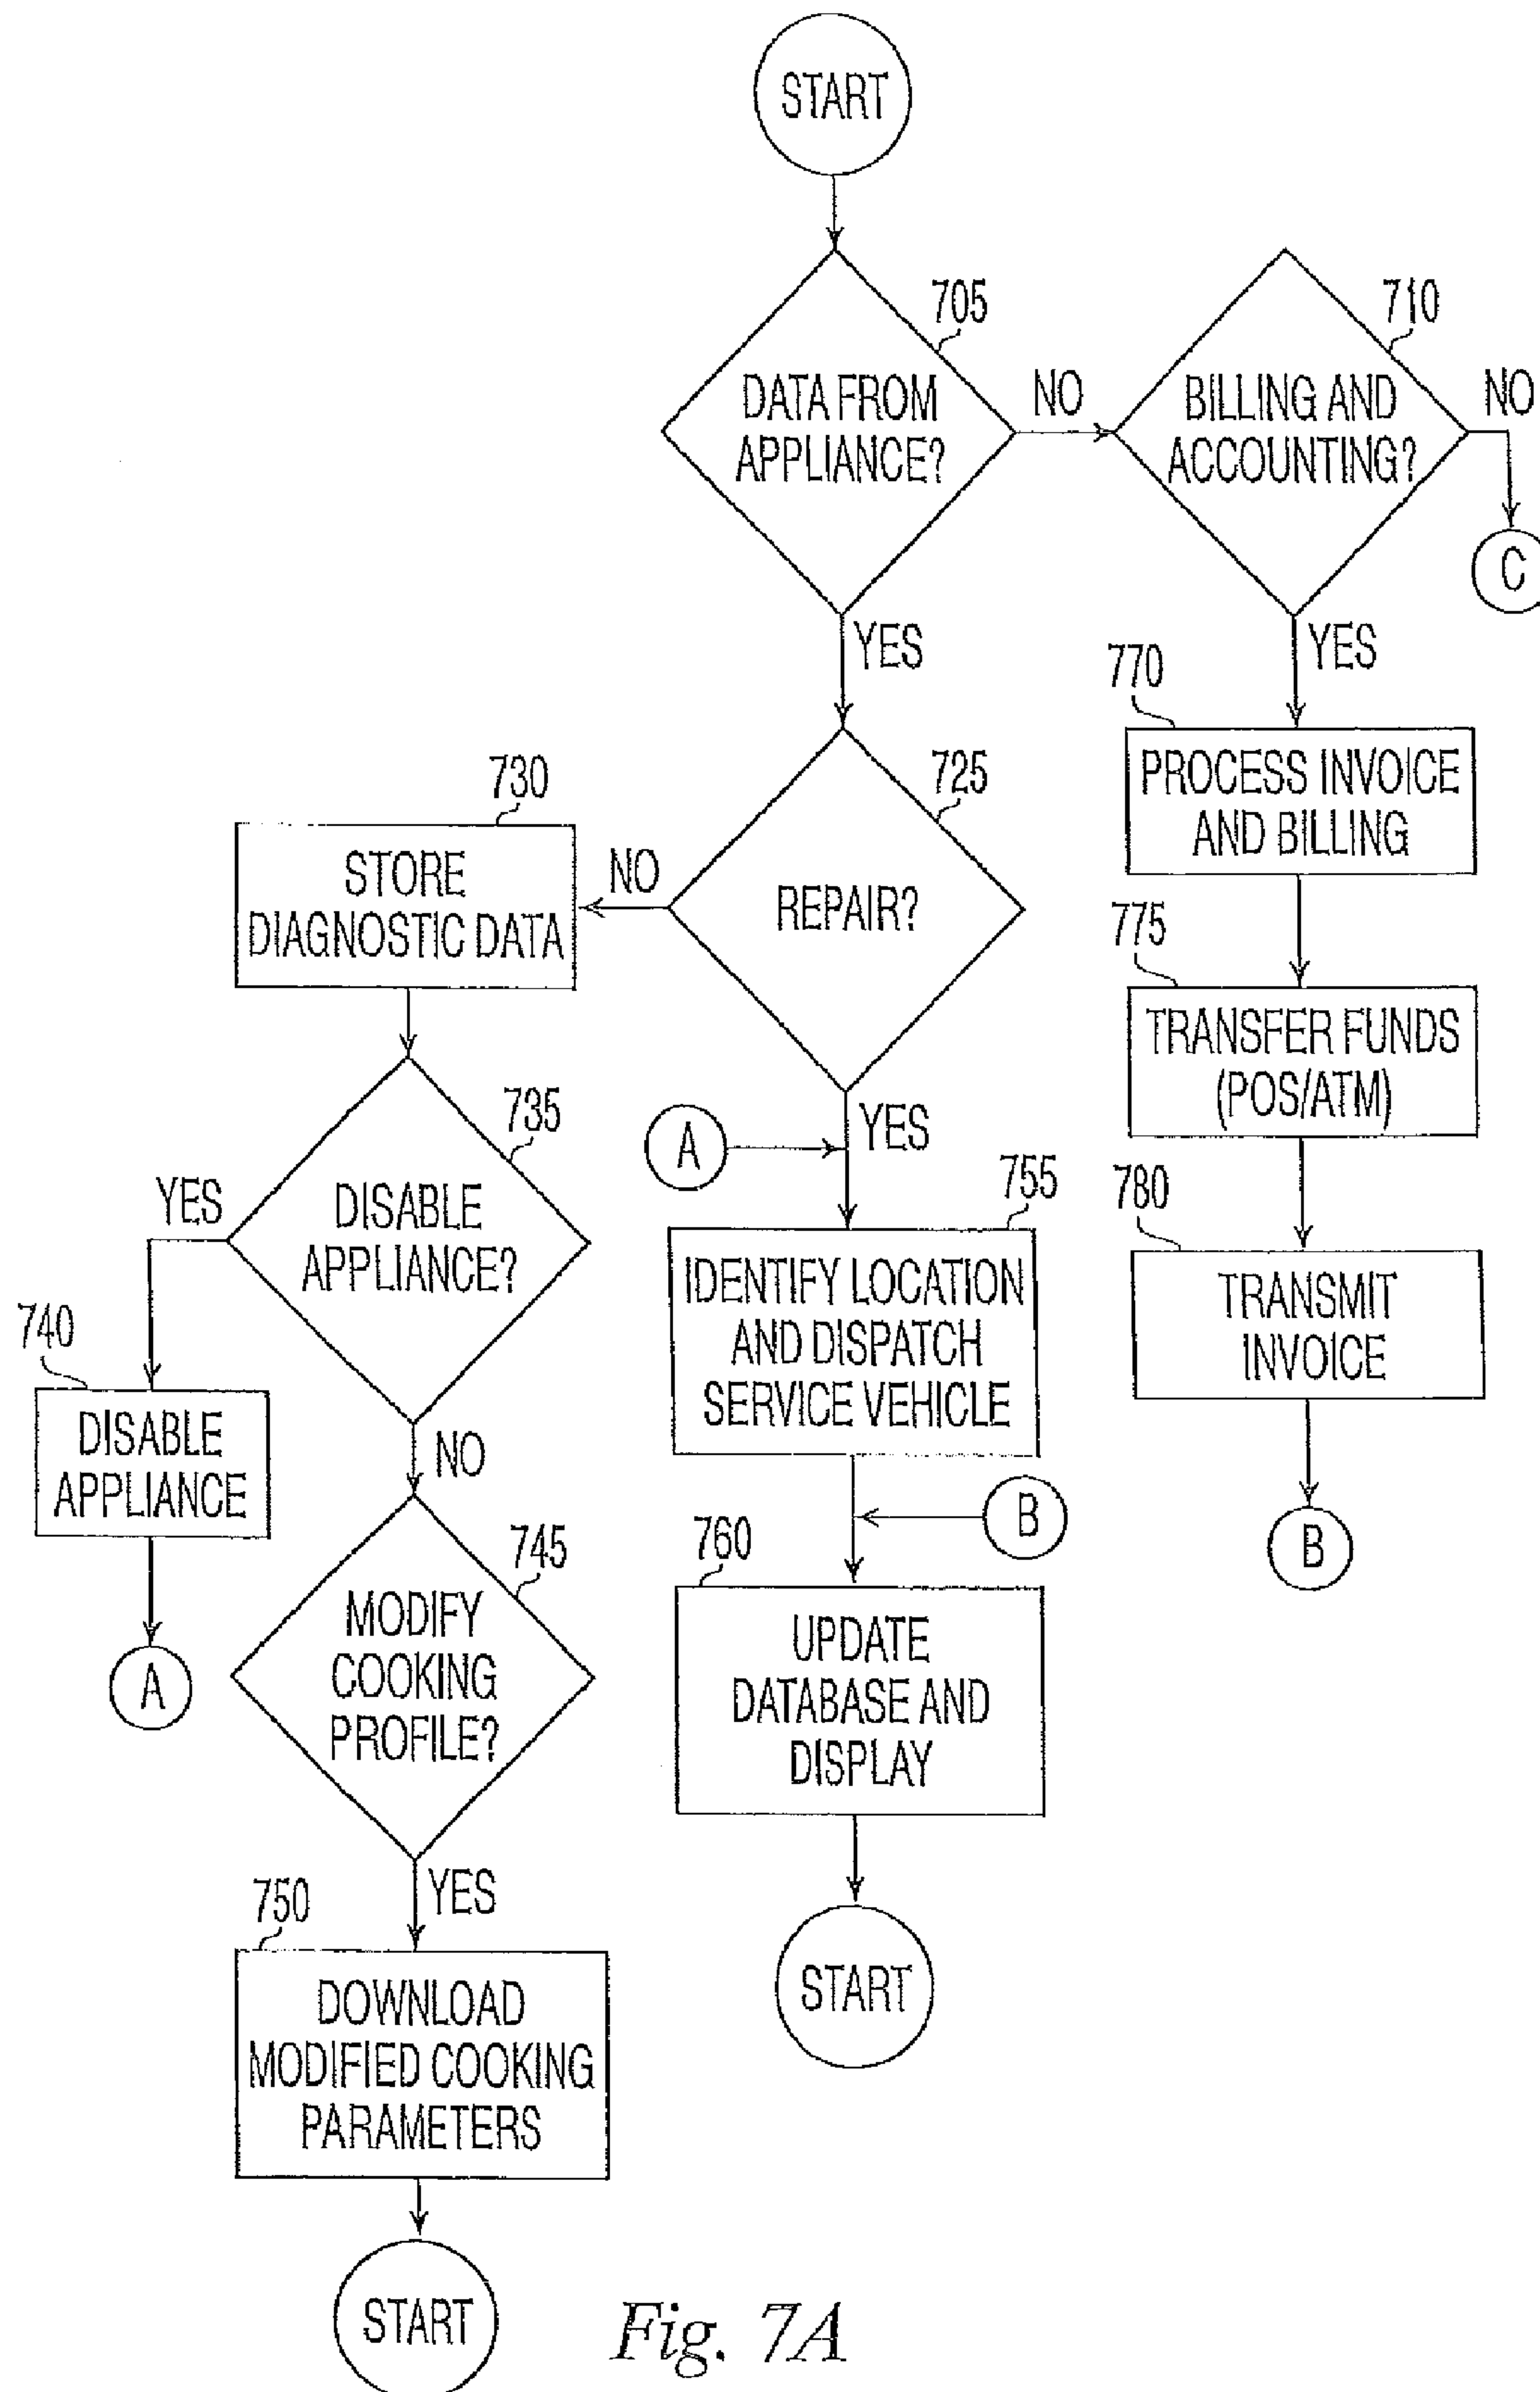 START
705
DATA FROM
APPLIANCE?
NO
710
BILLING AND
ACCOUNTING?
NO
C
YES
YES
770
PROCESS INVOICE
AND BILLING
725
REPAIR?
NO
730
STORE
DIAGNOSTIC DATA
775
TRANSFER FUNDS
(POS/ATM)
735
DISABLE
APPLIANCE?
YES
A
YES
755
IDENTIFY LOCATION
AND DISPATCH
SERVICE VEHICLE
780
TRANSMIT
INVOICE
740
DISABLE
APPLIANCE
NO
B
B
A
745
MODIFY
COOKING
PROFILE?
760
UPDATE
DATABASE AND
DISPLAY
YES
START
750
DOWNLOAD
MODIFIED COOKING
PARAMETERS
START
Fig. 7A